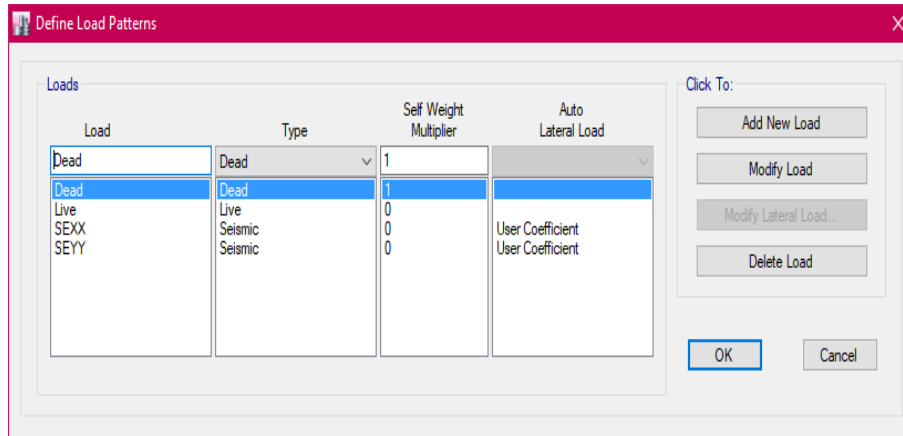 Define Load Patterns
Loads
Click To:
Load Type Self Weight Multiplier Auto Lateral Load
Dead Dead 1
Dead Dead 1
Live Live 0
SEXX Seismic 0 User Coefficient
SEYY Seismic 0 User Coefficient
Add New Load
Modify Load
Modify Lateral Load...
Delete Load
OK Cancel